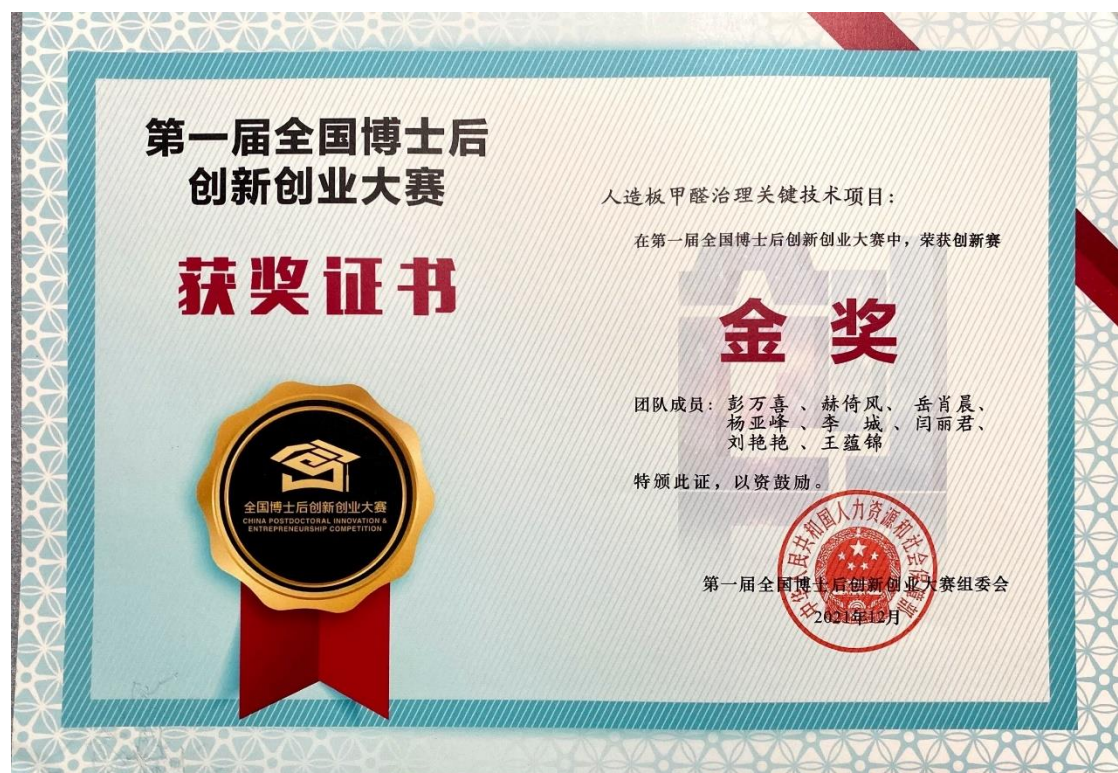 第一届全国博士后
创新创业大赛
获奖证书
全国博士后创新创业大赛
CHINA POSTDOCTORAL INNOVATION &
ENTREPRENEURSHIP COMPETITION
人造板甲醛治理关键技术项目:
在第一届全国博士后创新创业大赛中，荣获创新赛
金 奖
团队成员: 彭万喜 、赫倚风、 岳肖晨、
杨亚峰 、李 城 、闫丽君、
刘艳艳 、王蕴锦
特颁此证，以资鼓励。
中华人民共和国人力资源和社会保障部
第一届全国博士后创新创业大赛组委会
2021年12月